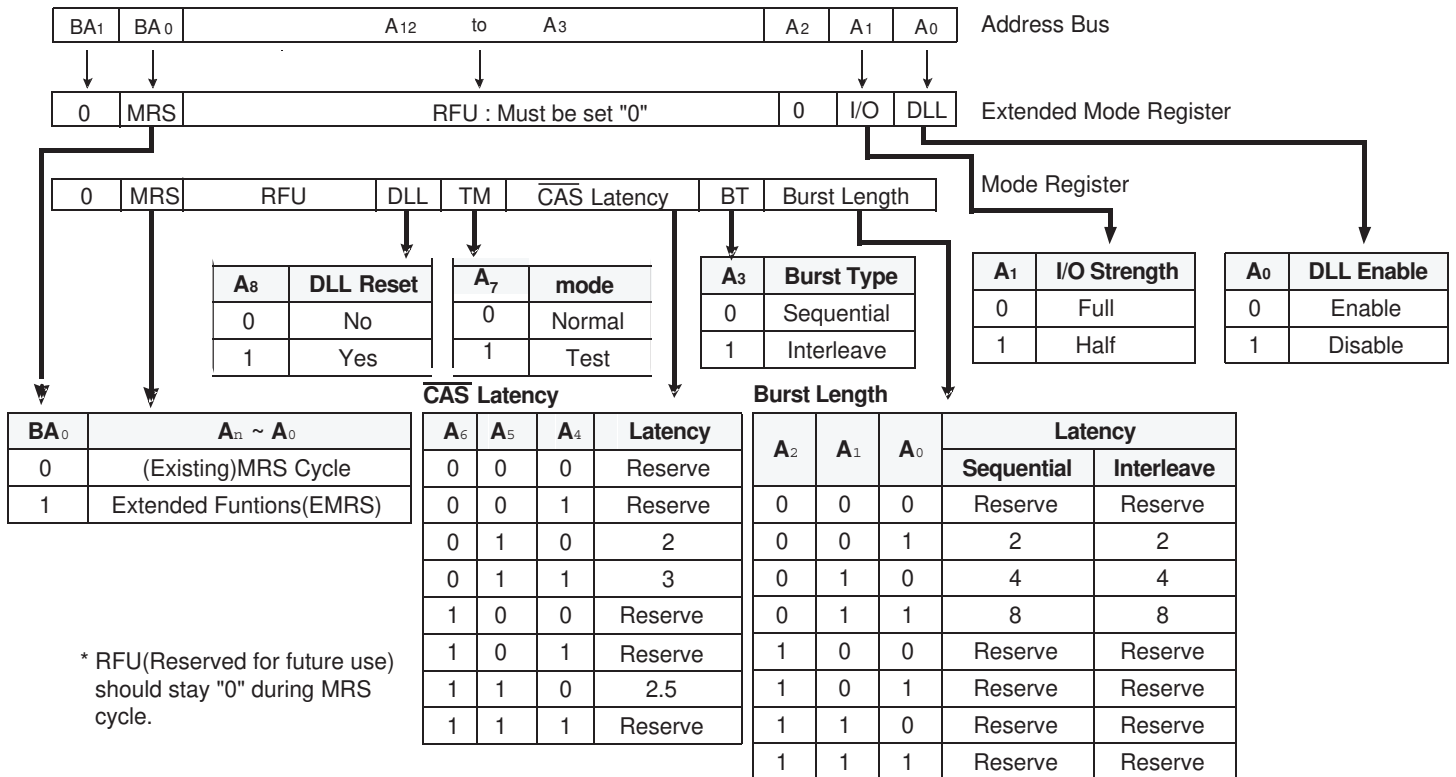 BA1 BA0 A12 to A3 A2 A1 A0 Address Bus
0 MRS RFU : Must be set "0" 0 I/O DLL Extended Mode Register
Mode Register
0 MRS RFU DLL TM CAS Latency BT Burst Length
A8 DLL Reset
0 No
1 Yes
A7 mode
0 Normal
1 Test
A3 Burst Type
0 Sequential
1 Interleave
A1 I/O Strength
0 Full
1 Half
A0 DLL Enable
0 Enable
1 Disable
BA0 An ~ A0
0 (Existing)MRS Cycle
1 Extended Funtions(EMRS)
* RFU(Reserved for future use)
should stay "0" during MRS
cycle.
CAS Latency
A6 A5 A4 Latency
0 0 0 Reserve
0 0 1 Reserve
0 1 0 2
0 1 1 3
1 0 0 Reserve
1 0 1 Reserve
1 1 0 2.5
1 1 1 Reserve
Burst Length
A2 A1 A0 Latency
Sequential Interleave
0 0 0 Reserve Reserve
0 0 1 2 2
0 1 0 4 4
0 1 1 8 8
1 0 0 Reserve Reserve
1 0 1 Reserve Reserve
1 1 0 Reserve Reserve
1 1 1 Reserve Reserve